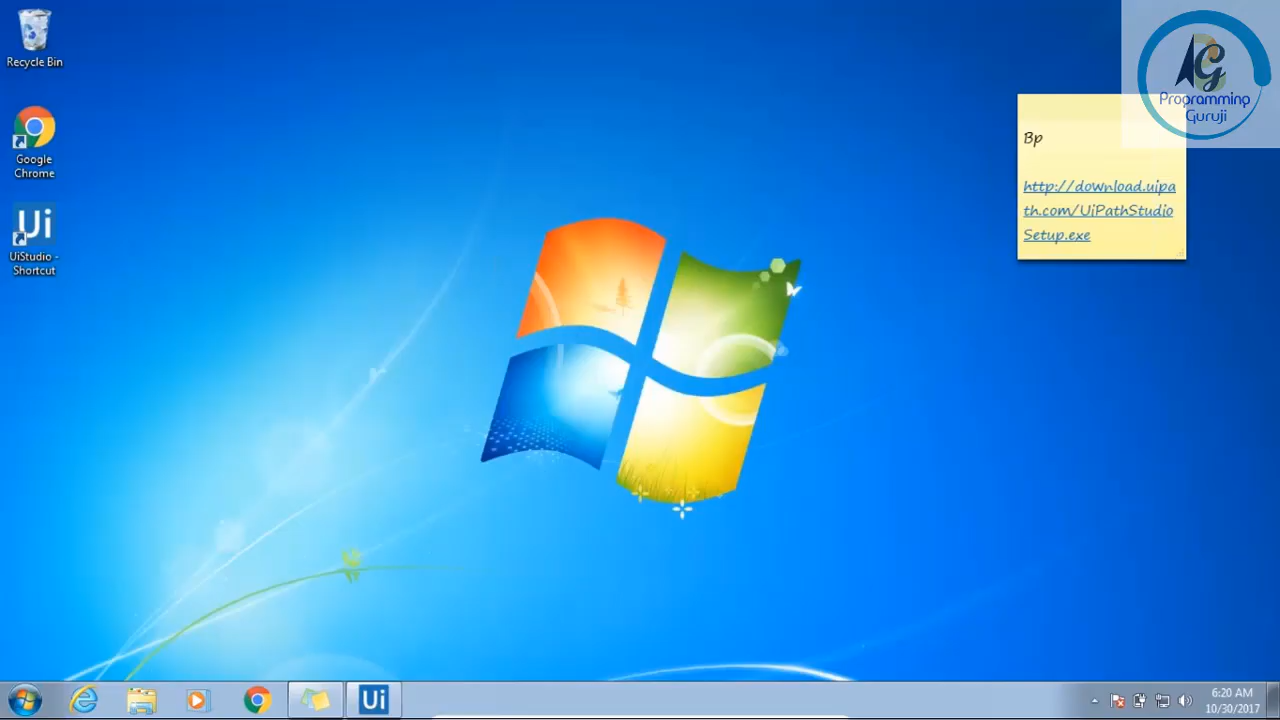 Recycle Bin
Google
Chrome
Ui
UiStudio -
Shortcut
PG
Programming
Guruji
Bp
http://download.uipa
th.com/UiPathStudio
Setup.exe
Ui
6:20 AM
10/30/2017